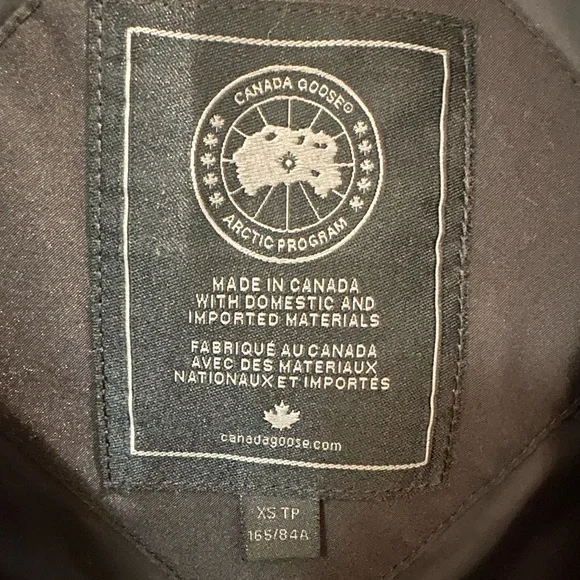 CANADA GOOSE®
ARCTIC PROGRAM
MADE IN CANADA
WITH DOMESTIC AND
IMPORTED MATERIALS
FABRIQUÉ AU CANADA
AVEC DES MATERIAUX
NATIONAUX ET IMPORTÉS
canadagoose.com
XS.TP
165/84A